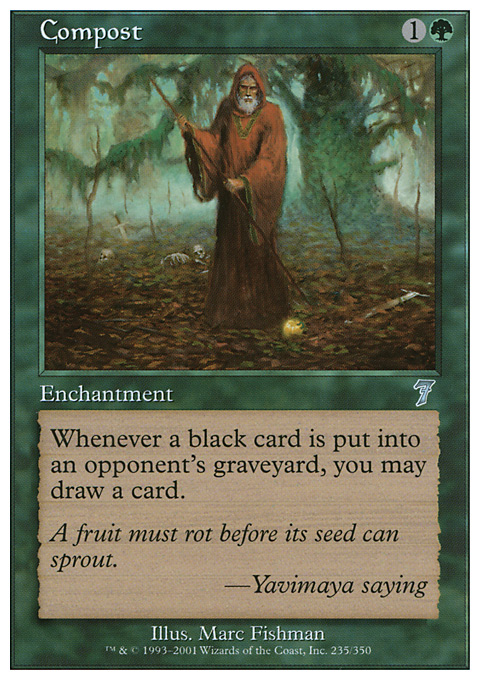 Compost 1
Enchantment 7
Whenever a black card is put into
an opponent's graveyard, you may
draw a card.
A fruit must rot before its seed can
sprout.
—Yavimaya saying
Illus. Marc Fishman
™ & © 1993–2001 Wizards of the Coast, Inc. 235/350